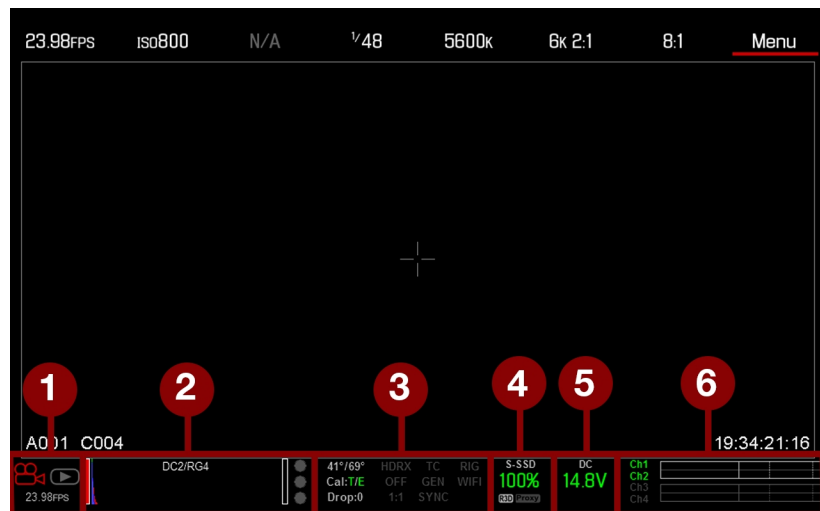 23.98FPS ISO800 N/A 1/48 5600K 6K 2:1 8:1 Menu
1 2 3 4 5 6
A001 C004 19:34:21:16
23.98FPS
DC2/RG4
41°/69° HDRX TC RIG
Cal:T/E OFF GEN WIFI
Drop:0 1:1 SYNC
S-SSD
100%
R3D Proxy
DC
14.8V
Ch1
Ch2
Ch3
Ch4